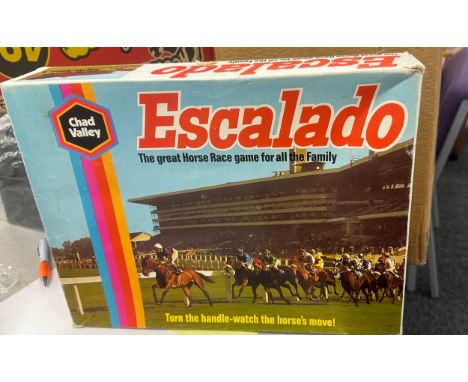 Escalado
Chad
Valley
Escalado
The great Horse Race game for all the Family
Turn the handle-watch the horse's move!